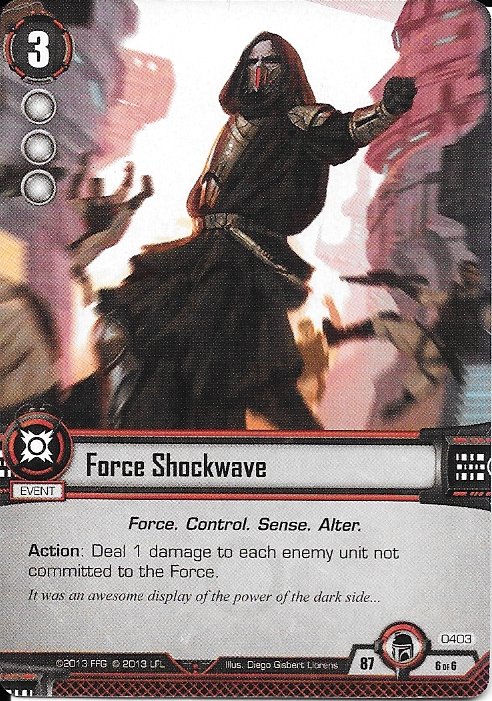 3
Force Shockwave
EVENT
Force. Control. Sense. Alter.
Action: Deal 1 damage to each enemy unit not
committed to the Force.
It was an awesome display of the power of the dark side...
0403
©2013 FFG © 2013 LFL
Illus. Diego Gisbert Llorens
87
6 OF 6